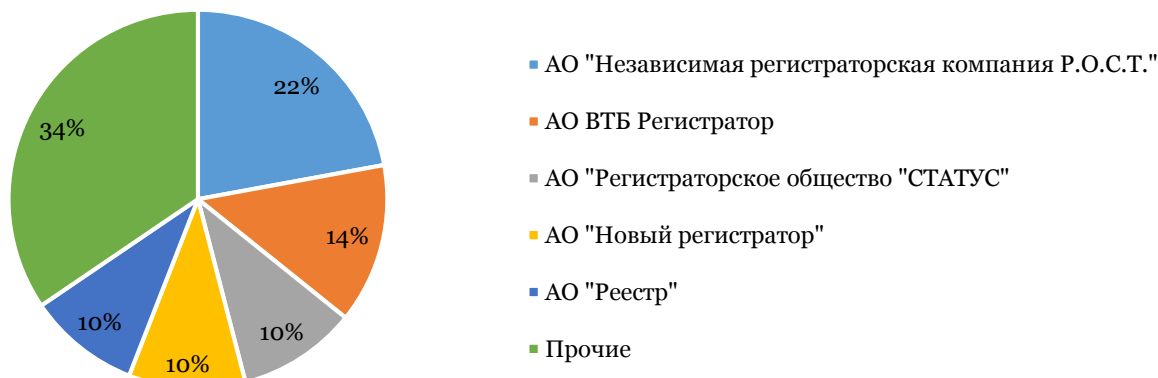 22%
34%
14%
10%
10%
10%
АО "Независимая регистраторская компания Р.О.С.Т."
АО ВТБ Регистратор
АО "Регистраторское общество "СТАТУС"
АО "Новый регистратор"
АО "Реестр"
Прочие